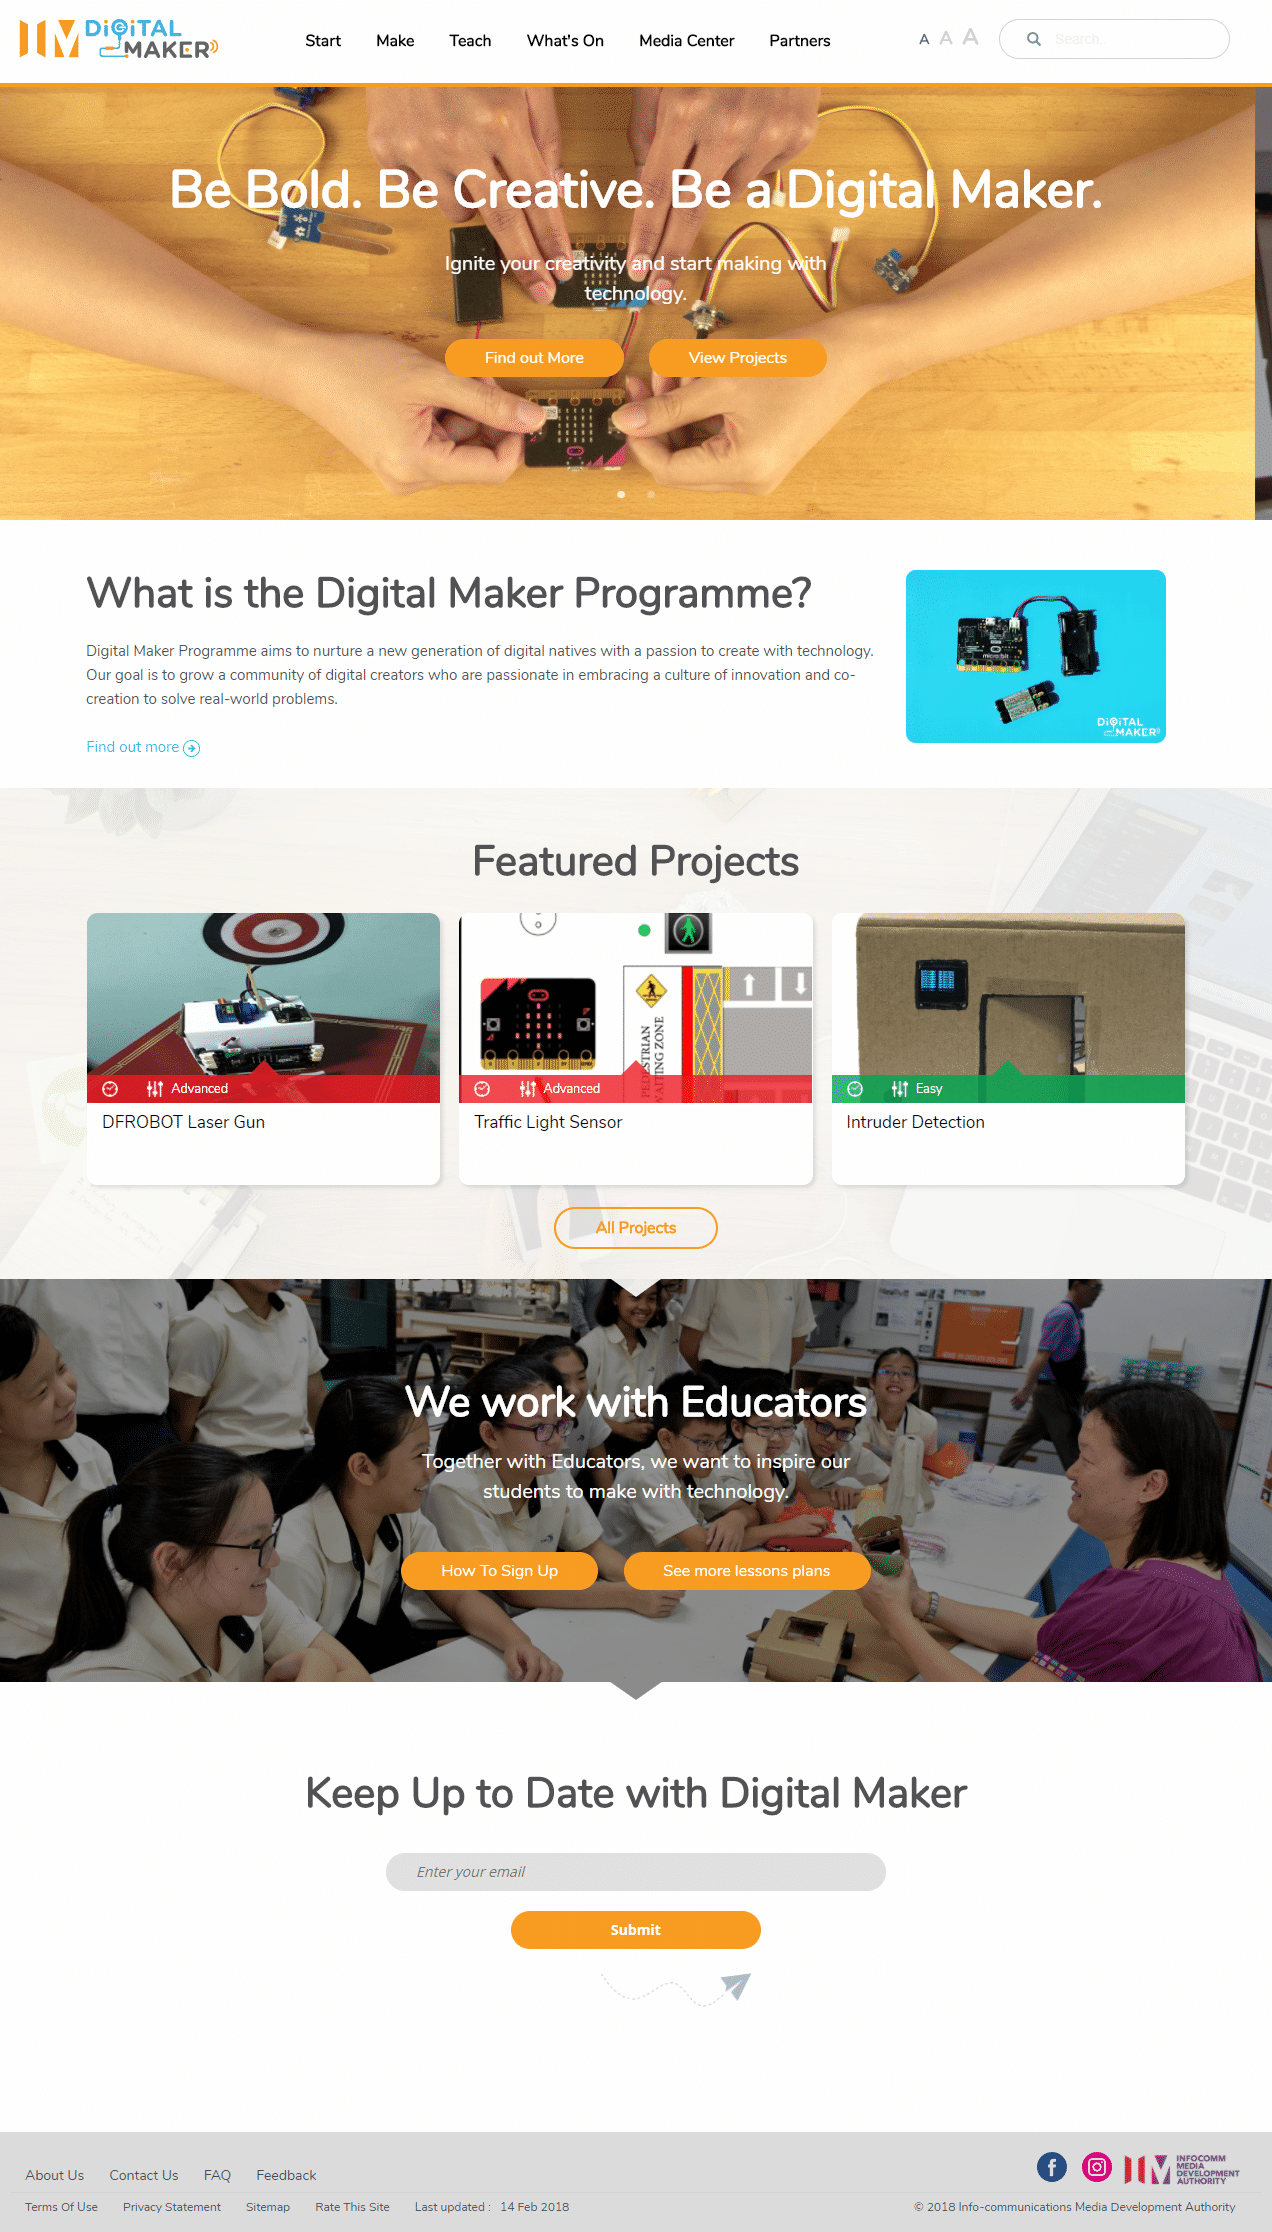 DiGiTAL
MAKER
Start Make Teach What's On Media Center Partners
A A A
Search...
Be Bold. Be Creative. Be a Digital Maker.
Ignite your creativity and start making with
technology.
Find out More View Projects
What is the Digital Maker Programme?
Digital Maker Programme aims to nurture a new generation of digital natives with a passion to create with technology.
Our goal is to grow a community of digital creators who are passionate in embracing a culture of innovation and co-
creation to solve real-world problems.
Find out more
micro:bit
DiGiTAL
MAKER
Featured Projects
Advanced
DFROBOT Laser Gun
PEDESTRIAN
WAITING ZONE
Advanced
Traffic Light Sensor
Easy
Intruder Detection
All Projects
We work with Educators
Together with Educators, we want to inspire our
students to make with technology.
How To Sign Up See more lessons plans
Keep Up to Date with Digital Maker
Enter your email
Submit
About Us Contact Us FAQ Feedback
INFOCOMM
MEDIA
DEVELOPMENT
AUTHORITY
Terms Of Use Privacy Statement Sitemap Rate This Site Last updated : 14 Feb 2018
© 2018 Info-communications Media Development Authority